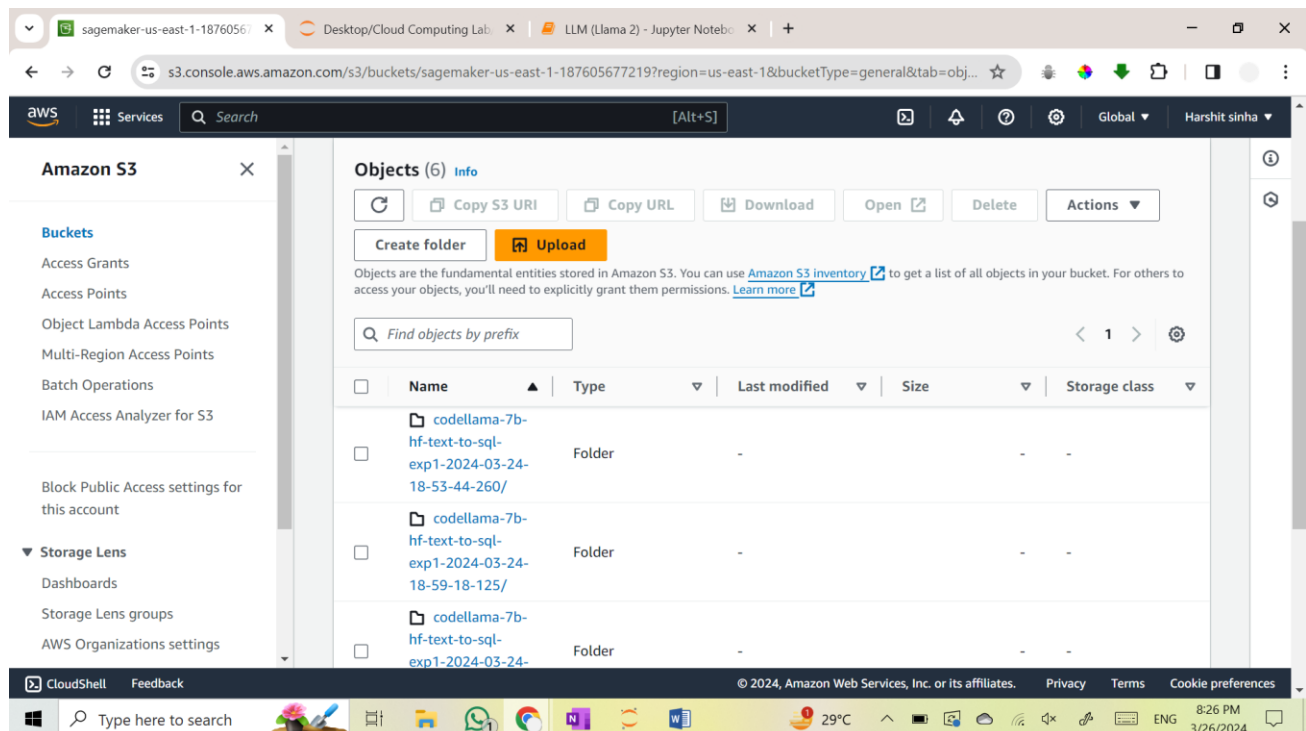 sagemaker-us-east-1-18760567
Desktop/Cloud Computing Lab/
LLM (Llama 2) - Jupyter Notebo
s3.console.aws.amazon.com/s3/buckets/sagemaker-us-east-1-187605677219?region=us-east-1&bucketType=general&tab=obj...
aws
Services
Search
[Alt+S]
Global
Harshit sinha
Amazon S3
Buckets
Access Grants
Access Points
Object Lambda Access Points
Multi-Region Access Points
Batch Operations
IAM Access Analyzer for S3
Block Public Access settings for
this account
Storage Lens
Dashboards
Storage Lens groups
AWS Organizations settings
Objects (6) Info
Copy S3 URI
Copy URL
Download
Open
Delete
Actions
Create folder
Upload
Objects are the fundamental entities stored in Amazon S3. You can use Amazon S3 inventory to get a list of all objects in your bucket. For others to
access your objects, you'll need to explicitly grant them permissions. Learn more
Find objects by prefix
1
Name
Type
Last modified
Size
Storage class
codellama-7b-
hf-text-to-sql-
exp1-2024-03-24-
18-53-44-260/
Folder
-
-
-
codellama-7b-
hf-text-to-sql-
exp1-2024-03-24-
18-59-18-125/
Folder
-
-
-
codellama-7b-
hf-text-to-sql-
exp1-2024-03-24-
Folder
-
-
-
CloudShell
Feedback
© 2024, Amazon Web Services, Inc. or its affiliates.
Privacy
Terms
Cookie preferences
Type here to search
29°C
ENG
8:26 PM
3/26/2024